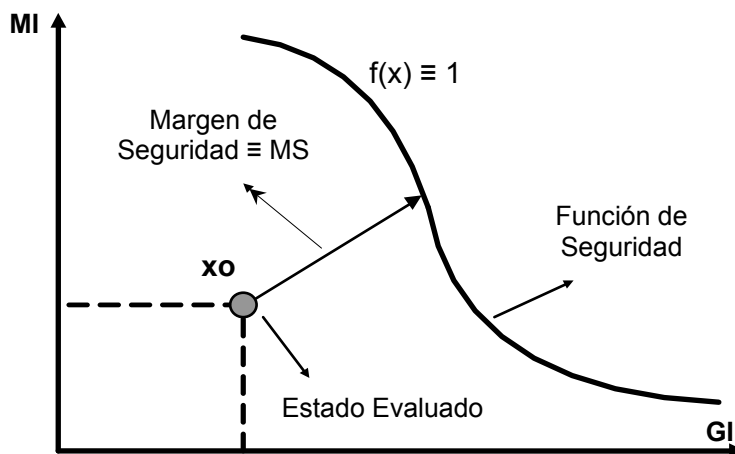 MI
f(x) ≡ 1
Margen de
Seguridad ≡ MS
Función de
Seguridad
xo
Estado Evaluado
GI